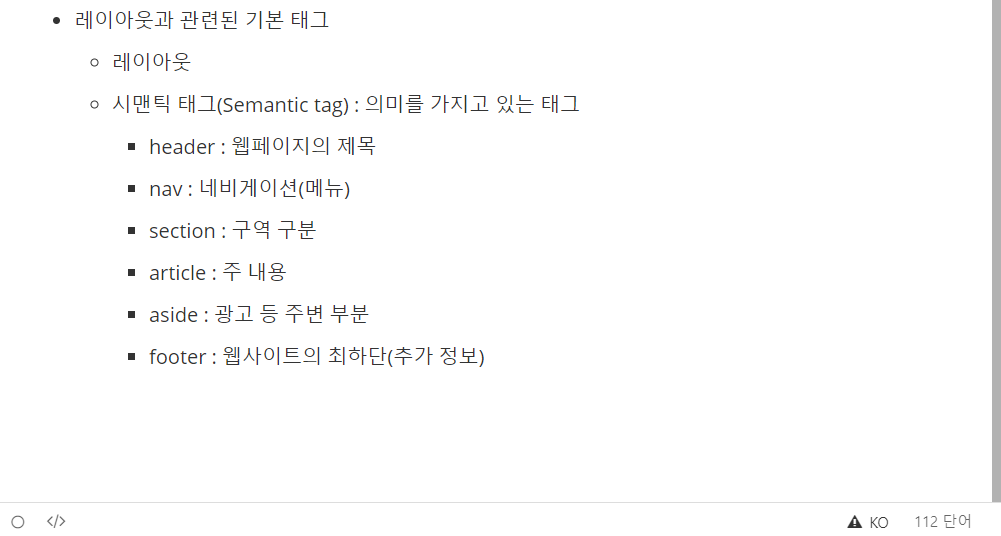 레이아웃과 관련된 기본 태그
레이아웃
시맨틱 태그(Semantic tag) : 의미를 가지고 있는 태그
header : 웹페이지의 제목
nav : 네비게이션(메뉴)
section : 구역 구분
article : 주 내용
aside : 광고 등 주변 부분
footer : 웹사이트의 최하단(추가 정보)
</> KO 112 단어